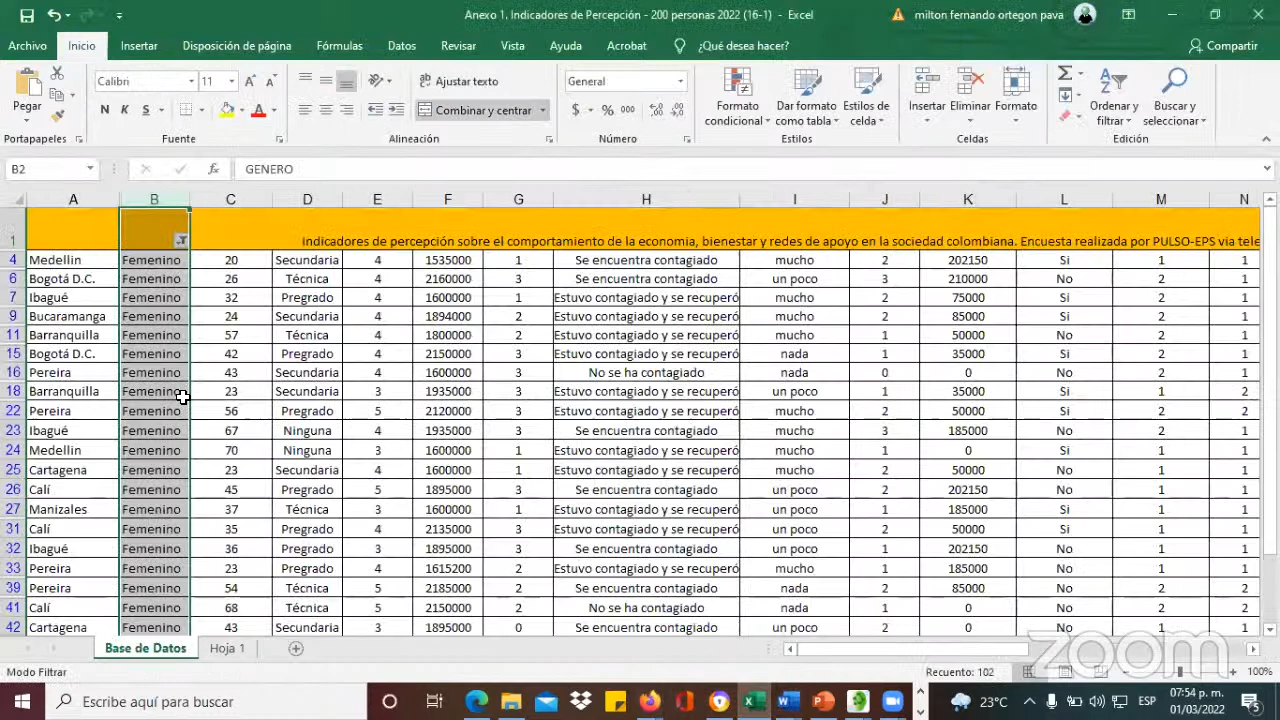 Anexo 1. Indicadores de Percepción - 200 personas 2022 (16-1) - Excel
milton fernando ortegon pava
Archivo Inicio Insertar Disposición de página Fórmulas Datos Revisar Vista Ayuda Acrobat ¿Qué desea hacer? Compartir
Pegar
Calibri 11
N K S
Ajustar texto
Combinar y centrar
General
$ % 000
Formato condicional
Dar formato como tabla
Estilos de celda
Insertar
Eliminar
Formato
Ordenar y filtrar
Buscar y seleccionar
Portapapeles Fuente Alineación Número Estilos Celdas Edición
B2 fx GENERO
A B C D E F G H I J K L M N
1 Indicadores de percepción sobre el comportamiento de la economia, bienestar y redes de apoyo en la sociedad colombiana. Encuesta realizada por PULSO-EPS via tele
4 Medellin Femenino 20 Secundaria 4 1535000 1 Se encuentra contagiado mucho 2 202150 Si 1 1
6 Bogotá D.C. Femenino 26 Técnica 4 2160000 3 Se encuentra contagiado un poco 3 210000 No 2 1
7 Ibagué Femenino 32 Pregrado 4 1600000 1 Estuvo contagiado y se recuperó mucho 2 75000 Si 2 1
9 Bucaramanga Femenino 24 Secundaria 4 1894000 2 Estuvo contagiado y se recuperó mucho 2 85000 Si 1 1
11 Barranquilla Femenino 57 Técnica 4 1800000 2 Estuvo contagiado y se recuperó mucho 1 50000 No 2 1
15 Bogotá D.C. Femenino 42 Pregrado 4 2150000 3 Estuvo contagiado y se recuperó nada 1 35000 Si 2 1
16 Pereira Femenino 43 Secundaria 4 1600000 3 No se ha contagiado nada 0 0 No 2 1
18 Barranquilla Femenino 23 Secundaria 3 1935000 3 Estuvo contagiado y se recuperó un poco 1 35000 Si 1 2
22 Pereira Femenino 56 Pregrado 5 2120000 3 Estuvo contagiado y se recuperó mucho 2 50000 Si 2 2
23 Ibagué Femenino 67 Ninguna 4 1935000 3 Se encuentra contagiado mucho 3 185000 No 2 1
24 Medellin Femenino 70 Ninguna 3 1600000 1 Estuvo contagiado y se recuperó mucho 1 0 Si 1 1
25 Cartagena Femenino 23 Secundaria 4 1600000 1 Estuvo contagiado y se recuperó mucho 2 50000 No 1 1
26 Calí Femenino 45 Pregrado 5 1895000 3 Se encuentra contagiado un poco 2 202150 No 1 1
27 Manizales Femenino 37 Técnica 3 1600000 1 Estuvo contagiado y se recuperó un poco 1 185000 Si 1 1
31 Calí Femenino 35 Pregrado 4 2135000 3 Estuvo contagiado y se recuperó un poco 2 50000 Si 1 1
32 Ibagué Femenino 36 Pregrado 3 1895000 3 Se encuentra contagiado un poco 1 202150 No 1 1
33 Pereira Femenino 23 Pregrado 4 1615200 2 Estuvo contagiado y se recuperó mucho 1 185000 No 1 1
39 Pereira Femenino 54 Técnica 5 2185000 2 Se encuentra contagiado nada 2 85000 No 2 2
41 Calí Femenino 68 Técnica 5 2150000 2 No se ha contagiado nada 1 0 No 2 2
42 Cartagena Femenino 43 Secundaria 3 1895000 0 Se encuentra contagiado un poco 2 0 No 2 1
Base de Datos Hoja 1
zoom
Modo Filtrar Recuento: 102 100%
Escribe aquí para buscar 23°C ESP 07:54 p. m.
01/03/2022 5